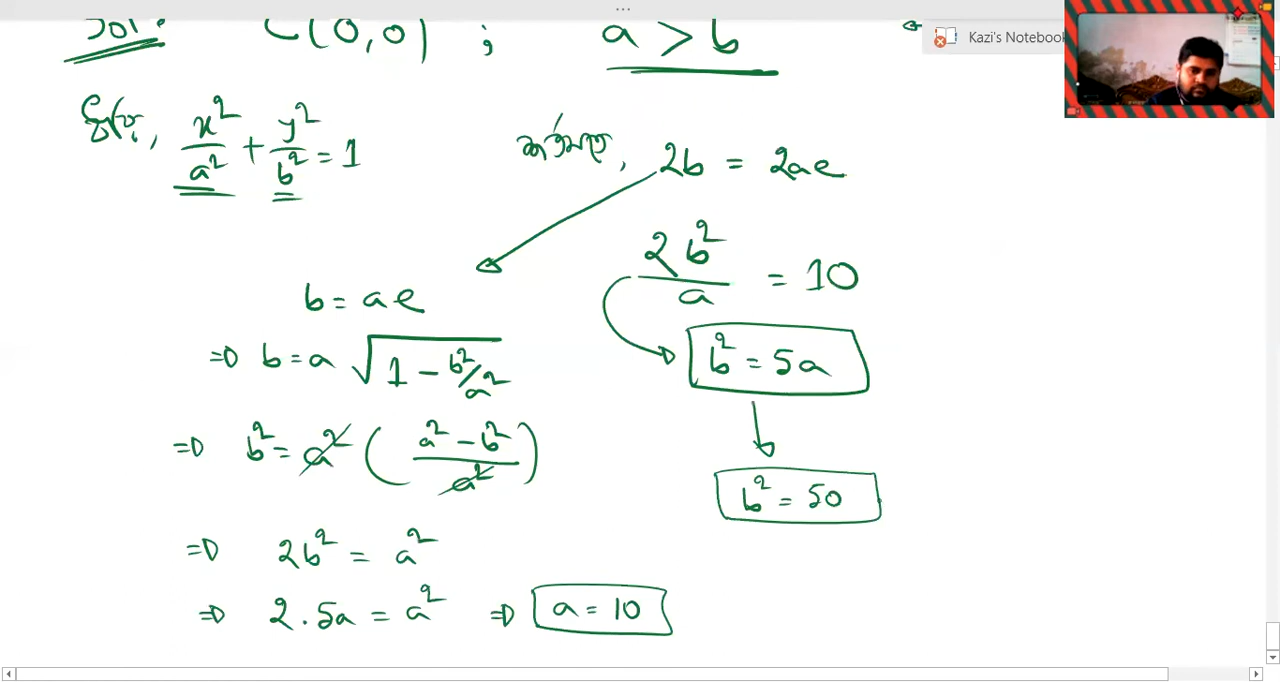 Sol:
C(0,0) ; a > b
Kazi's Notebook
ধরি, x²/a² + y²/b² = 1
শর্তমতে, 2b = 2ae
2b²/a = 10
b² = 5a
b² = 50
b = ae
⇒ b = a √(1 - b²/a²)
⇒ b² = a² ( (a² - b²)/a² )
⇒ 2b² = a²
⇒ 2.5a = a² ⇒ a = 10